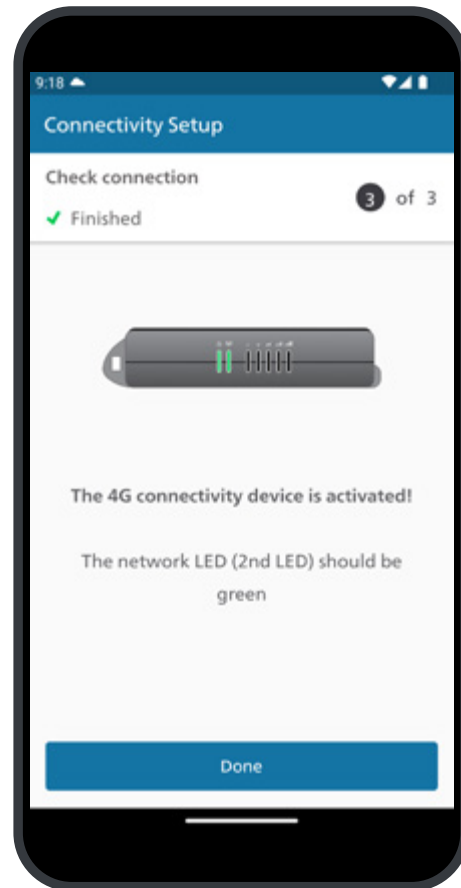 9:18
Connectivity Setup
Check connection
3 of 3
Finished
The 4G connectivity device is activated!
The network LED (2nd LED) should be
green
Done